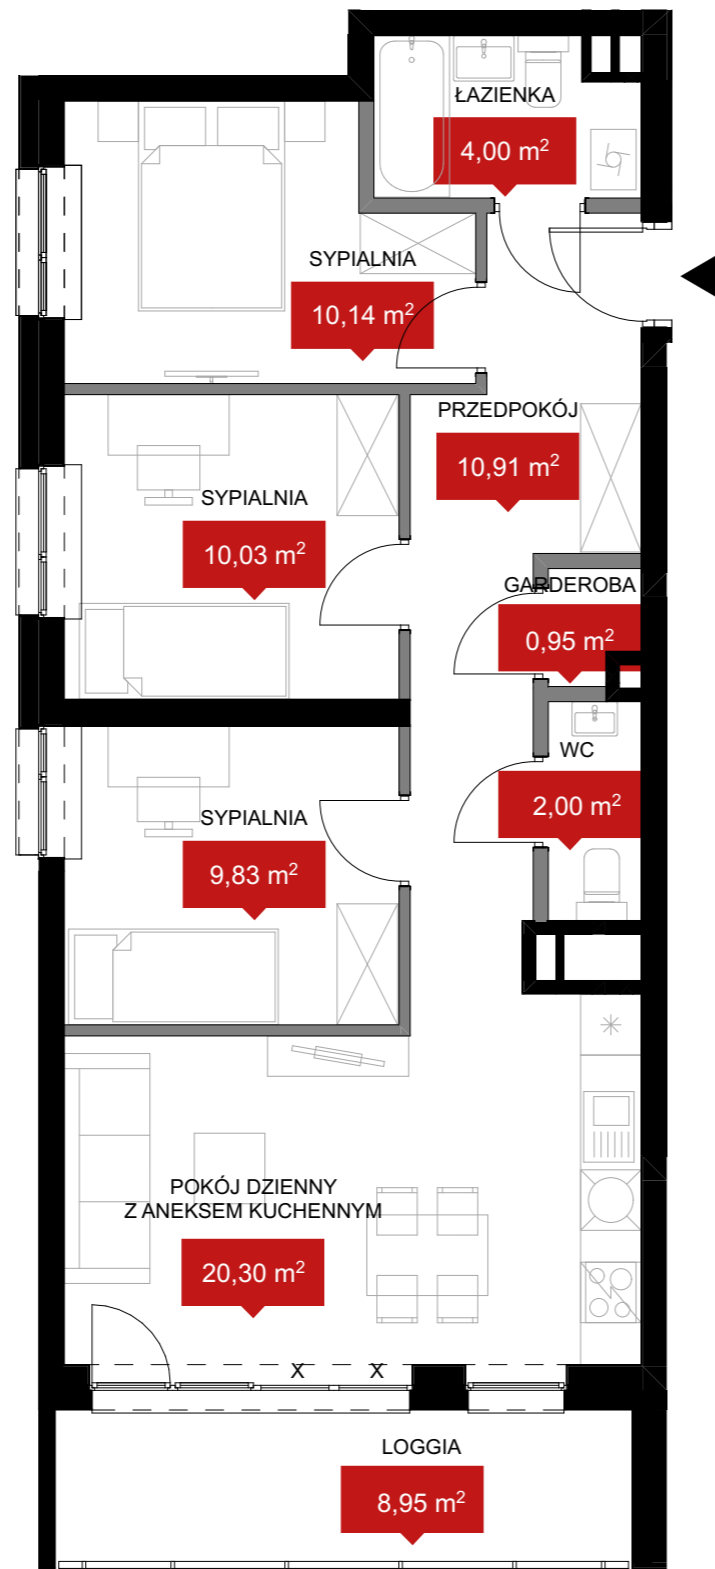 ŁAZIENKA
4,00 m²
SYPIALNIA
10,14 m²
PRZEDPOKÓJ
10,91 m²
SYPIALNIA
10,03 m²
GARDEROBA
0,95 m²
WC
2,00 m²
SYPIALNIA
9,83 m²
POKÓJ DZIENNY
Z ANEKSEM KUCHENNYM
20,30 m²
X X
LOGGIA
8,95 m²